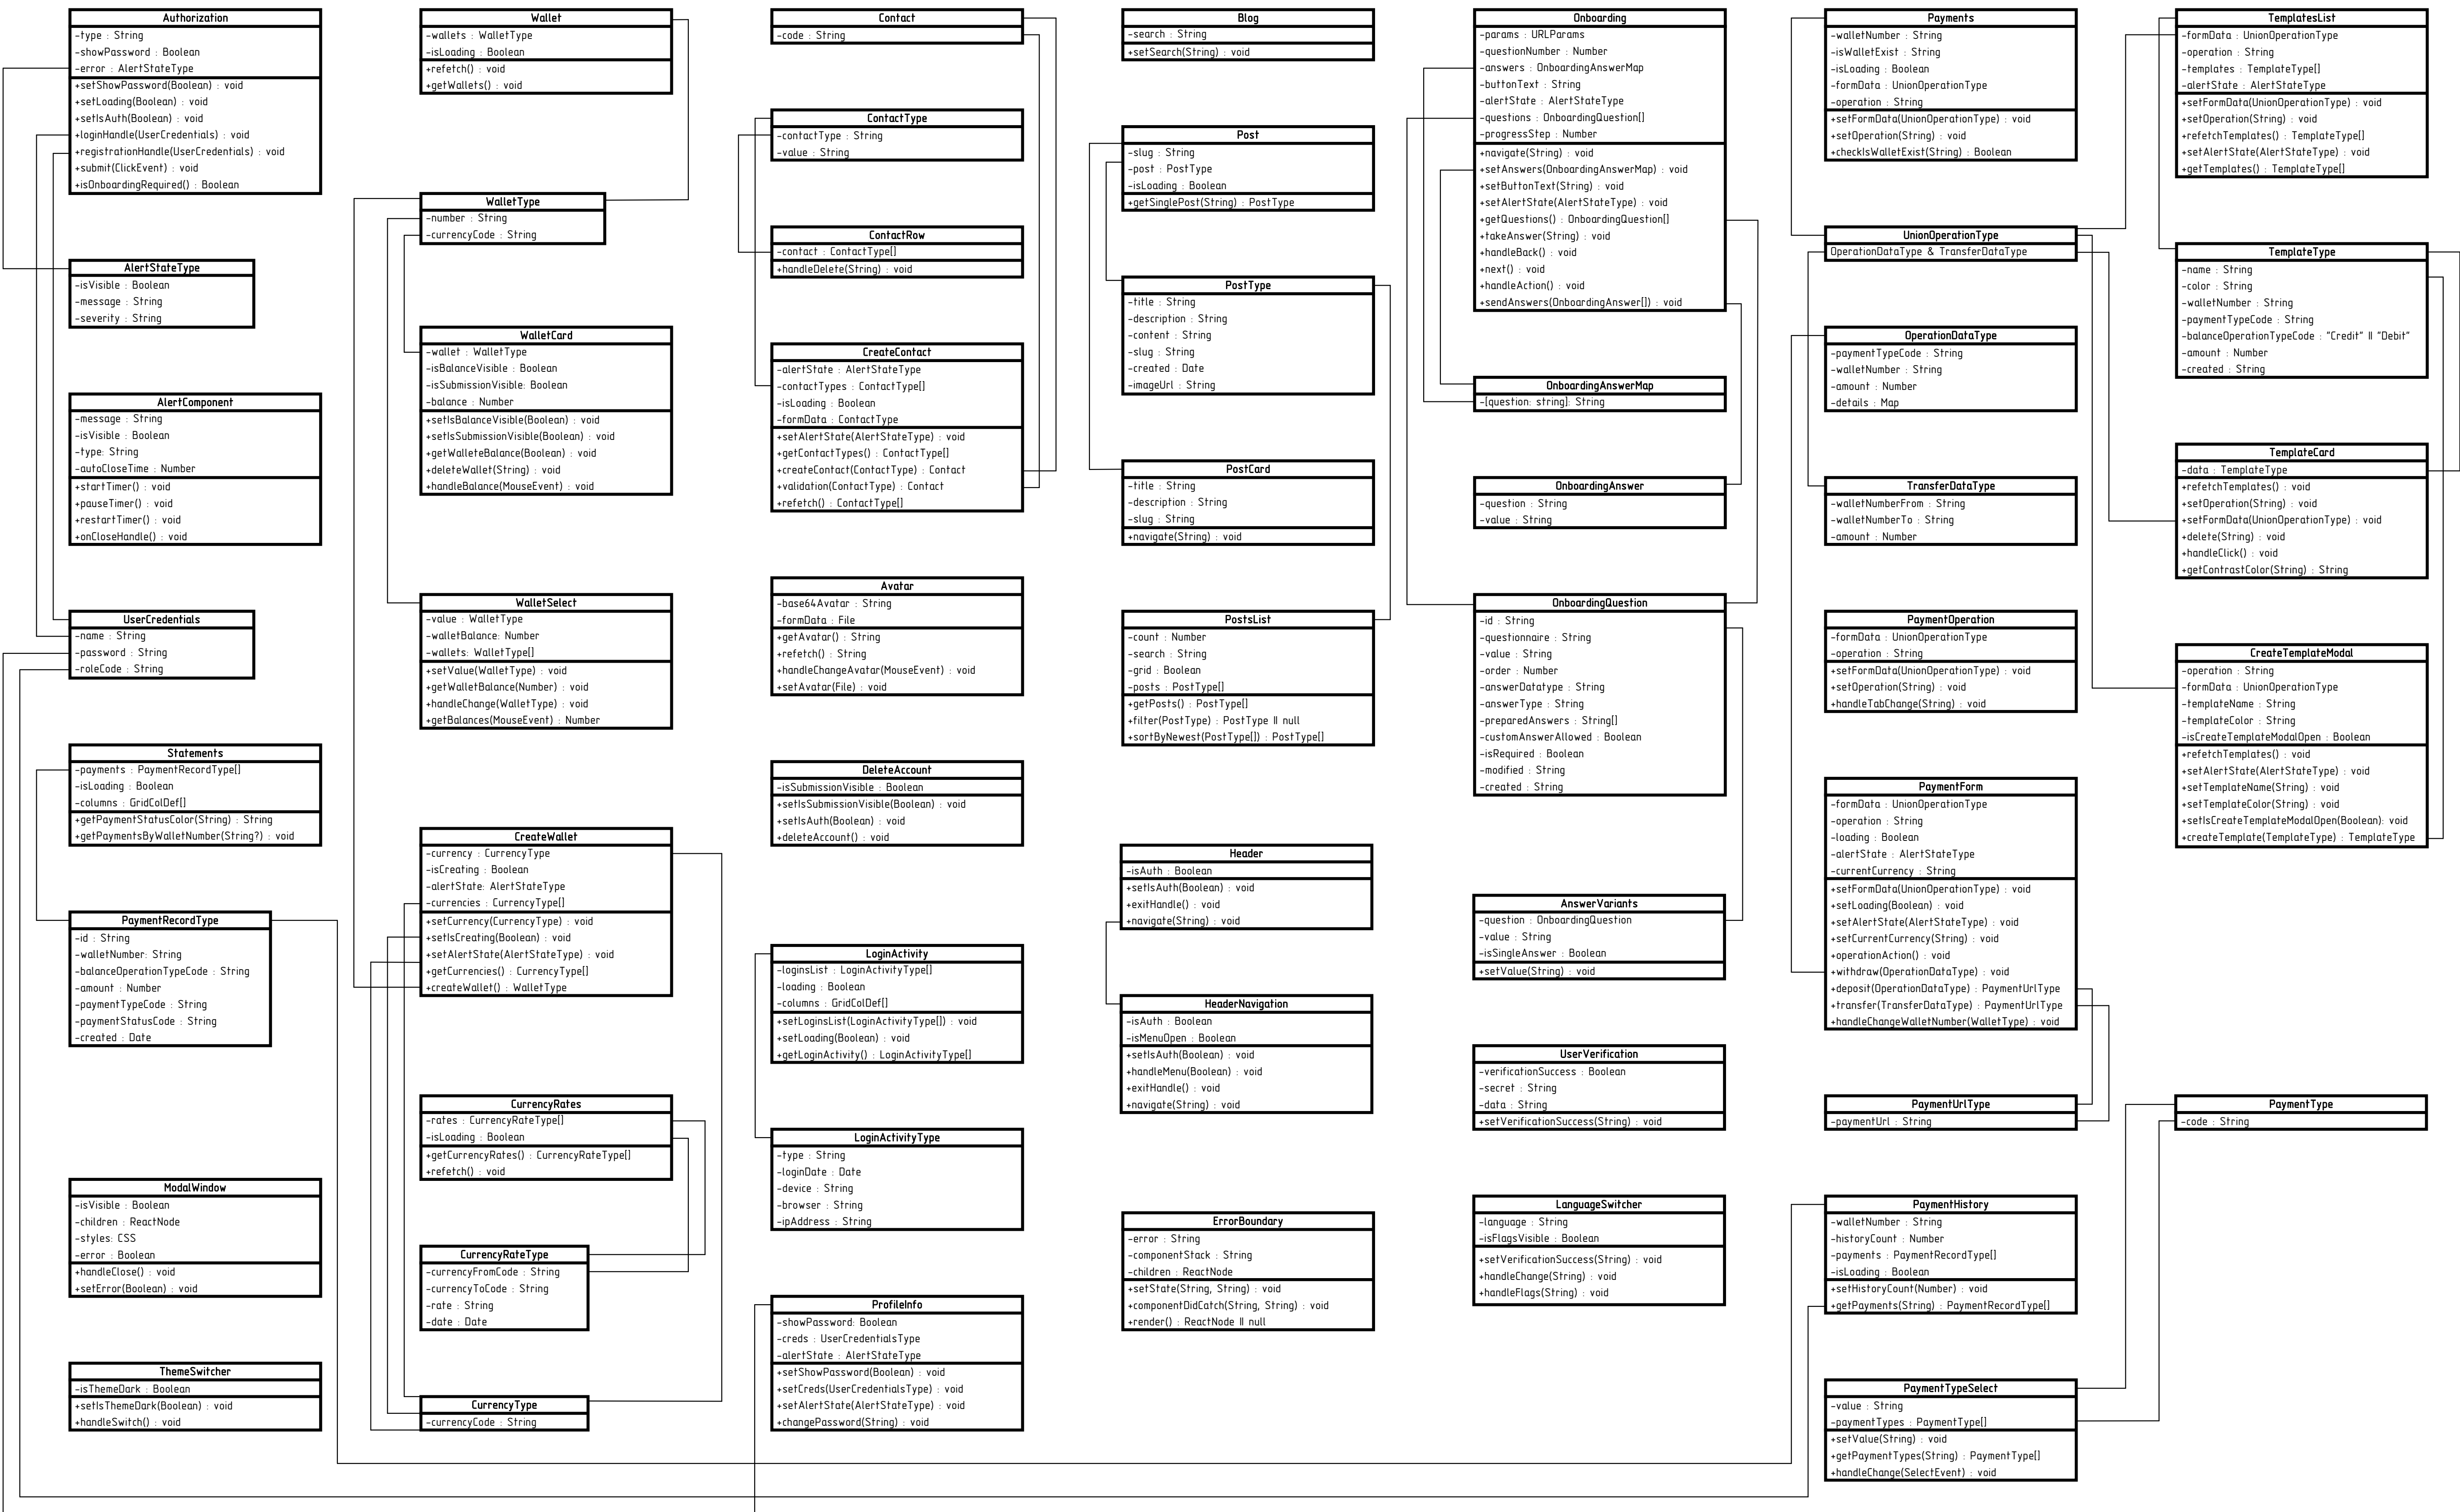 Authorization
-type : String
-showPassword : Boolean
-error : AlertStateType
+setShowPassword(Boolean) : void
+setLoading(Boolean) : void
+setIsAuth(Boolean) : void
+loginHandle(UserCredentials) : void
+registrationHandle(UserCredentials) : void
+submit(ClickEvent) : void
+isOnboardingRequired() : Boolean
AlertStateType
-isVisible : Boolean
-message : String
-severity : String
AlertComponent
-message : String
-isVisible : Boolean
-type: String
-autoCloseTime : Number
+startTimer() : void
+pauseTimer() : void
+restartTimer() : void
+onCloseHandle() : void
UserCredentials
-name : String
-password : String
-roleCode : String
Statements
-payments : PaymentRecordType[]
-isLoading : Boolean
-columns : GridColDef[]
+getPaymentStatusColor(String) : String
+getPaymentsByWalletNumber(String?) : void
PaymentRecordType
-id : String
-walletNumber: String
-balanceOperationTypeCode : String
-amount : Number
-paymentTypeCode : String
-paymentStatusCode : String
-created : Date
ModalWindow
-isVisible : Boolean
-children : ReactNode
-styles: CSS
-error : Boolean
+handleClose() : void
+setError(Boolean) : void
ThemeSwitcher
-isThemeDark : Boolean
+setIsThemeDark(Boolean) : void
+handleSwitch() : void
Wallet
-wallets : WalletType
-isLoading : Boolean
+refetch() : void
+getWallets() : void
WalletType
-number : String
-currencyCode : String
WalletCard
-wallet : WalletType
-isBalanceVisible : Boolean
-isSubmissionVisible: Boolean
-balance : Number
+setIsBalanceVisible(Boolean) : void
+setIsSubmissionVisible(Boolean) : void
+getWalleteBalance(Boolean) : void
+deleteWallet(String) : void
+handleBalance(MouseEvent) : void
WalletSelect
-value : WalletType
-walletBalance: Number
-wallets: WalletType[]
+setValue(WalletType) : void
+getWalletBalance(Number) : void
+handleChange(WalletType) : void
+getBalances(MouseEvent) : Number
CreateWallet
-currency : CurrencyType
-isCreating : Boolean
-alertState: AlertStateType
-currencies : CurrencyType[]
+setCurrency(CurrencyType) : void
+setIsCreating(Boolean) : void
+setAlertState(AlertStateType) : void
+getCurrencies() : CurrencyType[]
+createWallet() : WalletType
CurrencyRates
-rates : CurrencyRateType[]
-isLoading : Boolean
+getCurrencyRates() : CurrencyRateType[]
+refetch() : void
CurrencyRateType
-currencyFromCode : String
-currencyToCode : String
-rate : String
-date : Date
CurrencyType
-currencyCode : String
Contact
-code : String
ContactType
-contactType : String
-value : String
ContactRow
-contact : ContactType[]
+handleDelete(String) : void
CreateContact
-alertState : AlertStateType
-contactTypes : ContactType[]
-isLoading : Boolean
-formData : ContactType
+setAlertState(AlertStateType) : void
+getContactTypes() : ContactType[]
+createContact(ContactType) : Contact
+validation(ContactType) : Contact
+refetch() : ContactType[]
Avatar
-base64Avatar : String
-formData : File
+getAvatar() : String
+refetch() : String
+handleChangeAvatar(MouseEvent) : void
+setAvatar(File) : void
DeleteAccount
-isSubmissionVisible : Boolean
+setIsSubmissionVisible(Boolean) : void
+setIsAuth(Boolean) : void
+deleteAccount() : void
LoginActivity
-loginsList : LoginActivityType[]
-loading : Boolean
-columns : GridColDef[]
+setLoginsList(LoginActivityType[]) : void
+setLoading(Boolean) : void
+getLoginActivity() : LoginActivityType[]
LoginActivityType
-type : String
-loginDate : Date
-device : String
-browser : String
-ipAddress : String
ProfileInfo
-showPassword: Boolean
-creds : UserCredentialsType
-alertState : AlertStateType
+setShowPassword(Boolean) : void
+setCreds(UserCredentialsType) : void
+setAlertState(AlertStateType) : void
+changePassword(String) : void
Blog
-search : String
+setSearch(String) : void
Post
-slug : String
-post : PostType
-isLoading : Boolean
+getSinglePost(String) : PostType
PostType
-title : String
-description : String
-content : String
-slug : String
-created : Date
-imageUrl : String
PostCard
-title : String
-description : String
-slug : String
+navigate(String) : void
PostsList
-count : Number
-search : String
-grid : Boolean
-posts : PostType[]
+getPosts() : PostType[]
+filter(PostType) : PostType || null
+sortByNewest(PostType[]) : PostType[]
Header
-isAuth : Boolean
+setIsAuth(Boolean) : void
+exitHandle() : void
+navigate(String) : void
HeaderNavigation
-isAuth : Boolean
-isMenuOpen : Boolean
+setIsAuth(Boolean) : void
+handleMenu(Boolean) : void
+exitHandle() : void
+navigate(String) : void
ErrorBoundary
-error : String
-componentStack : String
-children : ReactNode
+setState(String, String) : void
+componentDidCatch(String, String) : void
+render() : ReactNode || null
Onboarding
-params : URLParams
-questionNumber : Number
-answers : OnboardingAnswerMap
-buttonText : String
-alertState : AlertStateType
-questions : OnboardingQuestion[]
-progressStep : Number
+navigate(String) : void
+setAnswers(OnboardingAnswerMap) : void
+setButtonText(String) : void
+setAlertState(AlertStateType) : void
+getQuestions() : OnboardingQuestion[]
+takeAnswer(String) : void
+handleBack() : void
+next() : void
+handleAction() : void
+sendAnswers(OnboardingAnswer[]) : void
OnboardingAnswerMap
-[question: string]: String
OnboardingAnswer
-question : String
-value : String
OnboardingQuestion
-id : String
-questionnaire : String
-value : String
-order : Number
-answerDatatype : String
-answerType : String
-preparedAnswers : String[]
-customAnswerAllowed : Boolean
-isRequired : Boolean
-modified : String
-created : String
AnswerVariants
-question : OnboardingQuestion
-value : String
-isSingleAnswer : Boolean
+setValue(String) : void
UserVerification
-verificationSuccess : Boolean
-secret : String
-data : String
+setVerificationSuccess(String) : void
LanguageSwitcher
-language : String
-isFlagsVisible : Boolean
+setVerificationSuccess(String) : void
+handleChange(String) : void
+handleFlags(String) : void
Payments
-walletNumber : String
-isWalletExist : String
-isLoading : Boolean
-formData : UnionOperationType
-operation : String
+setFormData(UnionOperationType) : void
+setOperation(String) : void
+checkIsWalletExist(String) : Boolean
UnionOperationType
OperationDataType & TransferDataType
OperationDataType
-paymentTypeCode : String
-walletNumber : String
-amount : Number
-details : Map
TransferDataType
-walletNumberFrom : String
-walletNumberTo : String
-amount : Number
PaymentOperation
-formData : UnionOperationType
-operation : String
+setFormData(UnionOperationType) : void
+setOperation(String) : void
+handleTabChange(String) : void
PaymentForm
-formData : UnionOperationType
-operation : String
-loading : Boolean
-alertState : AlertStateType
-currentCurrency : String
+setFormData(UnionOperationType) : void
+setLoading(Boolean) : void
+setAlertState(AlertStateType) : void
+setCurrentCurrency(String) : void
+operationAction() : void
+withdraw(OperationDataType) : void
+deposit(OperationDataType) : PaymentUrlType
+transfer(TransferDataType) : PaymentUrlType
+handleChangeWalletNumber(WalletType) : void
PaymentUrlType
-paymentUrl : String
PaymentHistory
-walletNumber : String
-historyCount : Number
-payments : PaymentRecordType[]
-isLoading : Boolean
+setHistoryCount(Number) : void
+getPayments(String) : PaymentRecordType[]
PaymentTypeSelect
-value : String
-paymentTypes : PaymentType[]
+setValue(String) : void
+getPaymentTypes(String) : PaymentType[]
+handleChange(SelectEvent) : void
TemplatesList
-formData : UnionOperationType
-operation : String
-templates : TemplateType[]
-alertState : AlertStateType
+setFormData(UnionOperationType) : void
+setOperation(String) : void
+refetchTemplates() : TemplateType[]
+setAlertState(AlertStateType) : void
+getTemplates() : TemplateType[]
TemplateType
-name : String
-color : String
-walletNumber : String
-paymentTypeCode : String
-balanceOperationTypeCode : "Credit" || "Debit"
-amount : Number
-created : String
TemplateCard
-data : TemplateType
+refetchTemplates() : void
+setOperation(String) : void
+setFormData(UnionOperationType) : void
+delete(String) : void
+handleClick() : void
+getContrastColor(String) : String
CreateTemplateModal
-operation : String
-formData : UnionOperationType
-templateName : String
-templateColor : String
-isCreateTemplateModalOpen : Boolean
+refetchTemplates() : void
+setAlertState(AlertStateType) : void
+setTemplateName(String) : void
+setTemplateColor(String) : void
+setIsCreateTemplateModalOpen(Boolean): void
+createTemplate(TemplateType) : TemplateType
PaymentType
-code : String